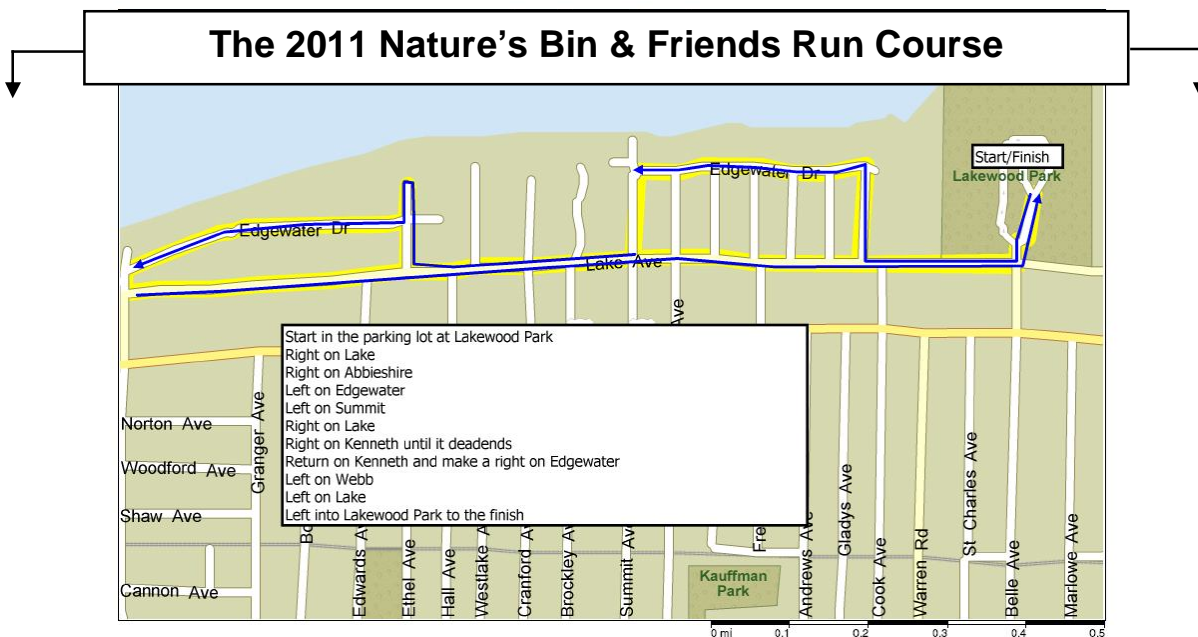 The 2011 Nature's Bin & Friends Run Course
Start/Finish
Lakewood Park
Edgewater Dr
Edgewater Dr
Lake Ave
Ave
Start in the parking lot at Lakewood Park
Right on Lake
Right on Abbieshire
Left on Edgewater
Left on Summit
Right on Lake
Right on Kenneth until it deadends
Return on Kenneth and make a right on Edgewater
Left on Webb
Left on Lake
Left into Lakewood Park to the finish
Norton Ave
Woodford Ave
Shaw Ave
Cannon Ave
Granger Ave
Edwards Av
Ethel Ave
Hall Ave
Westlake A
Cranford Av
Brockley Av
Summit Ave
Kauffman
Park
Fre
Andrews Ave
Gladys Ave
Cook Ave
Warren Rd
St Charles Ave
Belle Ave
Marlowe Ave
0 mi 0.1 0.2 0.3 0.4 0.5